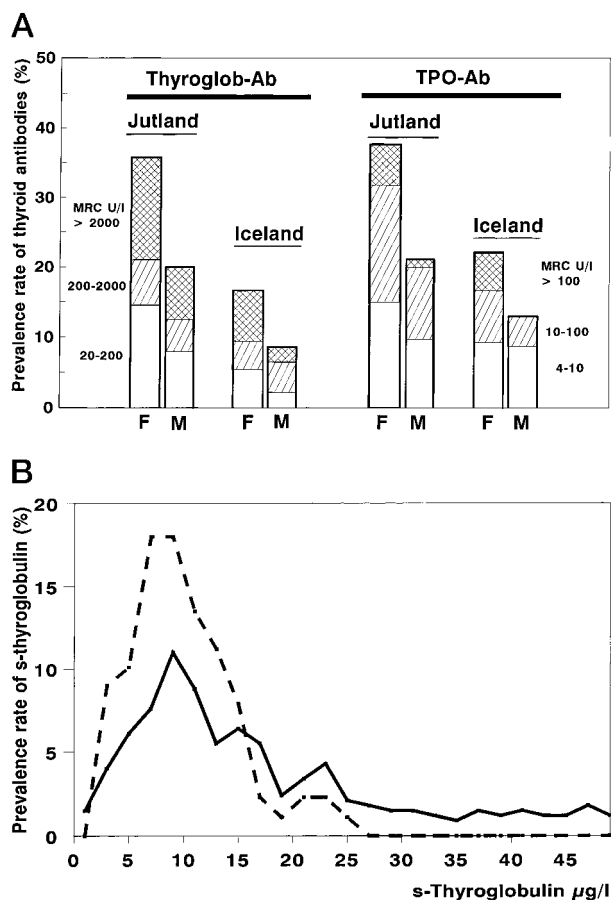 A
Prevalence rate of thyroid antibodies (%)
50
40
30
20
10
0
Thyroglob-Ab
TPO-Ab
Jutland
Jutland
Iceland
Iceland
MRC U/l
> 2000
200-2000
20-200
MRC U/l
> 100
10-100
4-10
F M F M F M F M
B
Prevalence rate of s-thyroglobulin (%)
20
15
10
5
0
0 5 10 15 20 25 30 35 40 45
s-Thyroglobulin µg/l